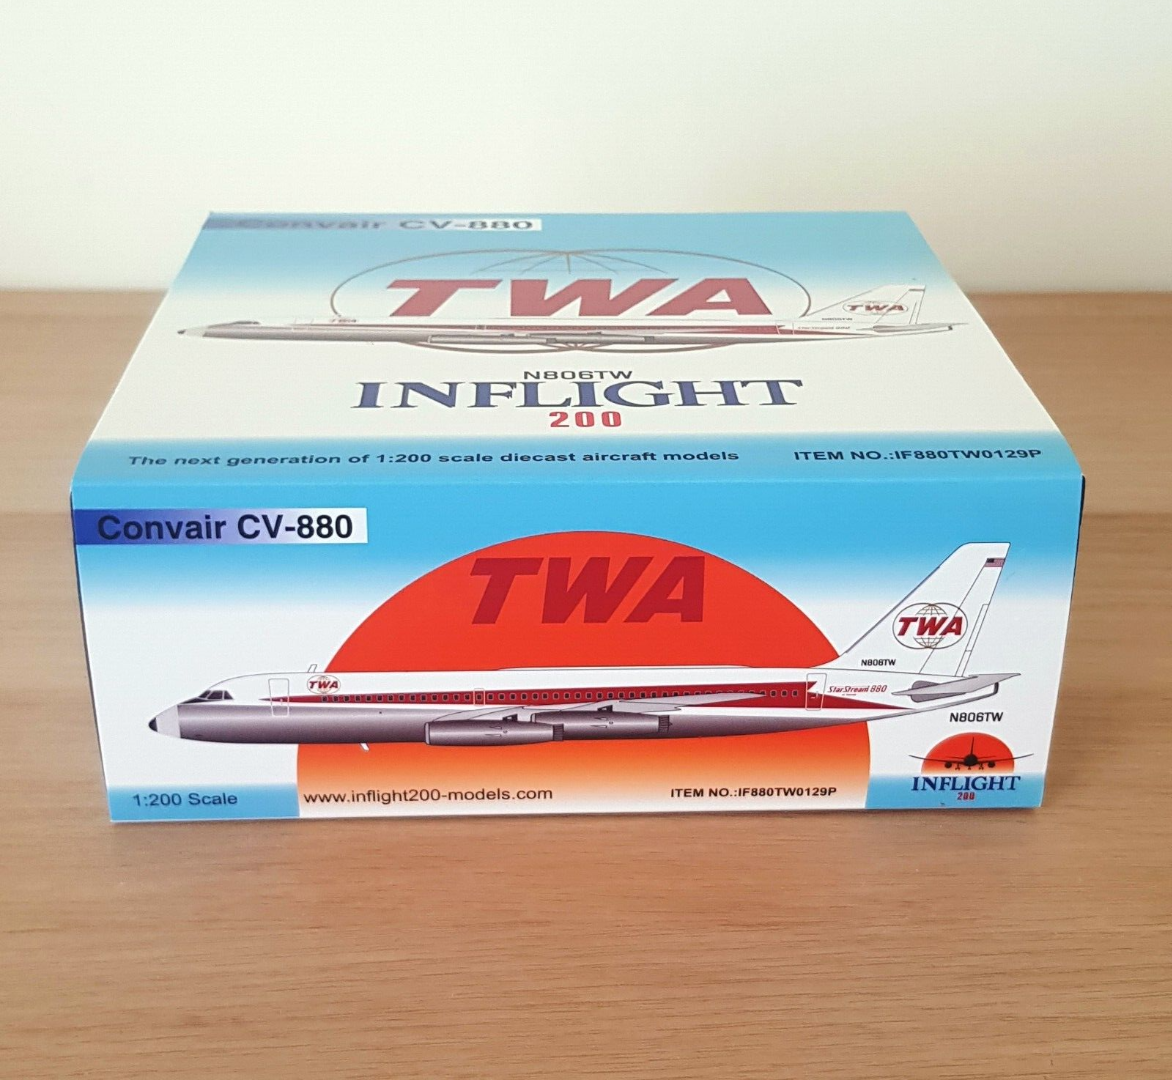 Convair CV-880
TWA
TWA
TWA
N806TW
INFLIGHT
200
The next generation of 1:200 scale diecast aircraft models ITEM NO.:IF880TW0129P
Convair CV-880
TWA
TWA
N806TW
TWA
StarStream 880
N806TW
INFLIGHT
200
1:200 Scale
www.inflight200-models.com
ITEM NO.:IF880TW0129P